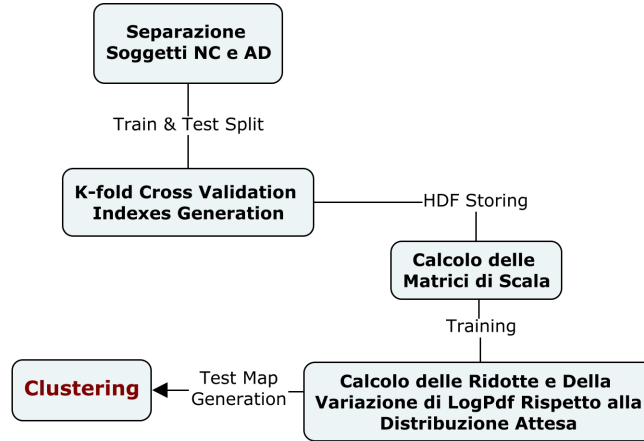 Separazione
Soggetti NC e AD
Train & Test Split
K-fold Cross Validation
Indexes Generation
HDF Storing
Calcolo delle
Matrici di Scala
Training
Calcolo delle Ridotte e Della
Variazione di LogPdf Rispetto alla
Distribuzione Attesa
Test Map
Generation
Clustering